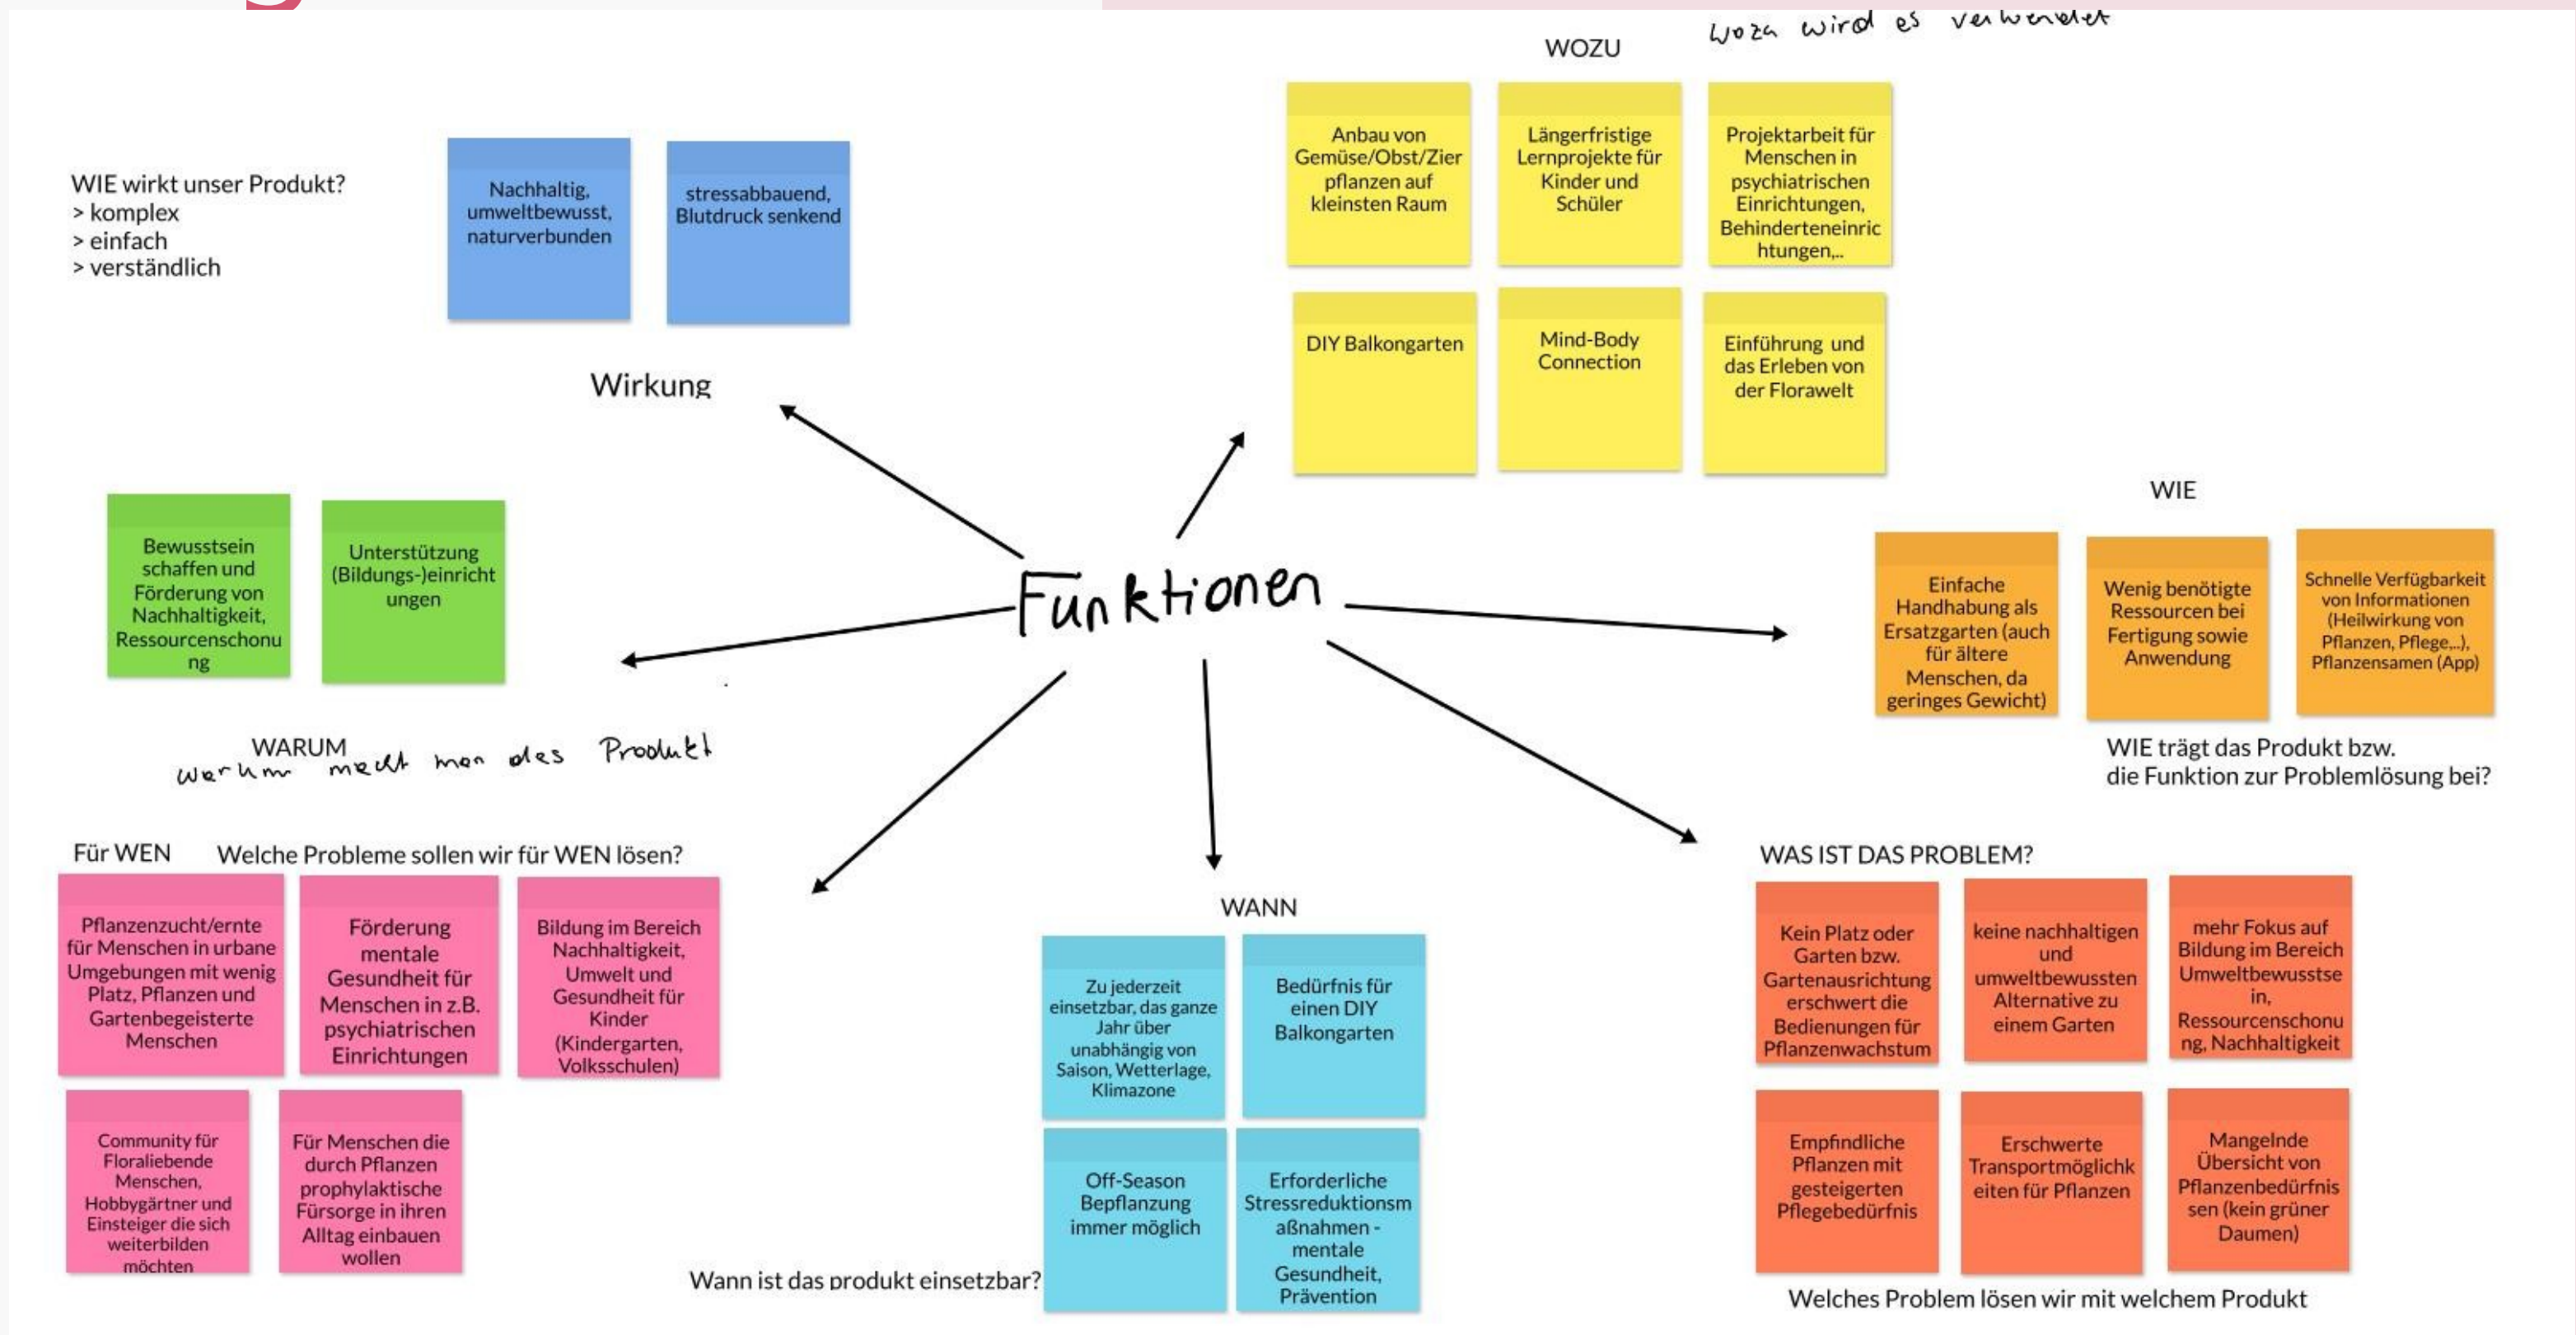 woza wird es verwendet
WOZU
Anbau von
Gemüse/Obst/Zier
pflanzen auf
kleinsten Raum
Längerfristige
Lernprojekte für
Kinder und
Schüler
Projektarbeit für
Menschen in
psychiatrischen
Einrichtungen,
Behinderteneinric
htungen,..
DIY Balkongarten
Mind-Body
Connection
Einführung und
das Erleben von
der Florawelt
WIE wirkt unser Produkt?
> komplex
> einfach
> verständlich
Nachhaltig,
umweltbewusst,
naturverbunden
stressabbauend,
Blutdruck senkend
Wirkung
Bewusstsein
schaffen und
Förderung von
Nachhaltigkeit,
Ressourcenschonu
ng
Unterstützung
(Bildungs-)einricht
ungen
WARUM
warum macht man das Produkt
Funktionen
WIE
Einfache
Handhabung als
Ersatzgarten (auch
für ältere
Menschen, da
geringes Gewicht)
Wenig benötigte
Ressourcen bei
Fertigung sowie
Anwendung
Schnelle Verfügbarkeit
von Informationen
(Heilwirkung von
Pflanzen, Pflege,..),
Pflanzensamen (App)
WIE trägt das Produkt bzw.
die Funktion zur Problemlösung bei?
Für WEN Welche Probleme sollen wir für WEN lösen?
Pflanzenzucht/ernte
für Menschen in urbane
Umgebungen mit wenig
Platz, Pflanzen und
Gartenbegeisterte
Menschen
Förderung
mentale
Gesundheit für
Menschen in z.B.
psychiatrischen
Einrichtungen
Bildung im Bereich
Nachhaltigkeit,
Umwelt und
Gesundheit für
Kinder
(Kindergarten,
Volksschulen)
Community für
Floraliebende
Menschen,
Hobbygärtner und
Einsteiger die sich
weiterbilden
möchten
Für Menschen die
durch Pflanzen
prophylaktische
Fürsorge in ihren
Alltag einbauen
wollen
WANN
Zu jederzeit
einsetzbar, das ganze
Jahr über
unabhängig von
Saison, Wetterlage,
Klimazone
Bedürfnis für
einen DIY
Balkongarten
Off-Season
Bepflanzung
immer möglich
Erforderliche
Stressreduktionsm
aßnahmen -
mentale
Gesundheit,
Prävention
Wann ist das produkt einsetzbar?
WAS IST DAS PROBLEM?
Kein Platz oder
Garten bzw.
Gartenausrichtung
erschwert die
Bedienungen für
Pflanzenwachstum
keine nachhaltigen
und
umweltbewussten
Alternative zu
einem Garten
mehr Fokus auf
Bildung im Bereich
Umweltbewusstse
in,
Ressourcenschonu
ng, Nachhaltigkeit
Empfindliche
Pflanzen mit
gesteigerten
Pflegebedürfnis
Erschwerte
Transportmöglichk
eiten für Pflanzen
Mangelnde
Übersicht von
Pflanzenbedürfnis
sen (kein grüner
Daumen)
Welches Problem lösen wir mit welchem Produkt